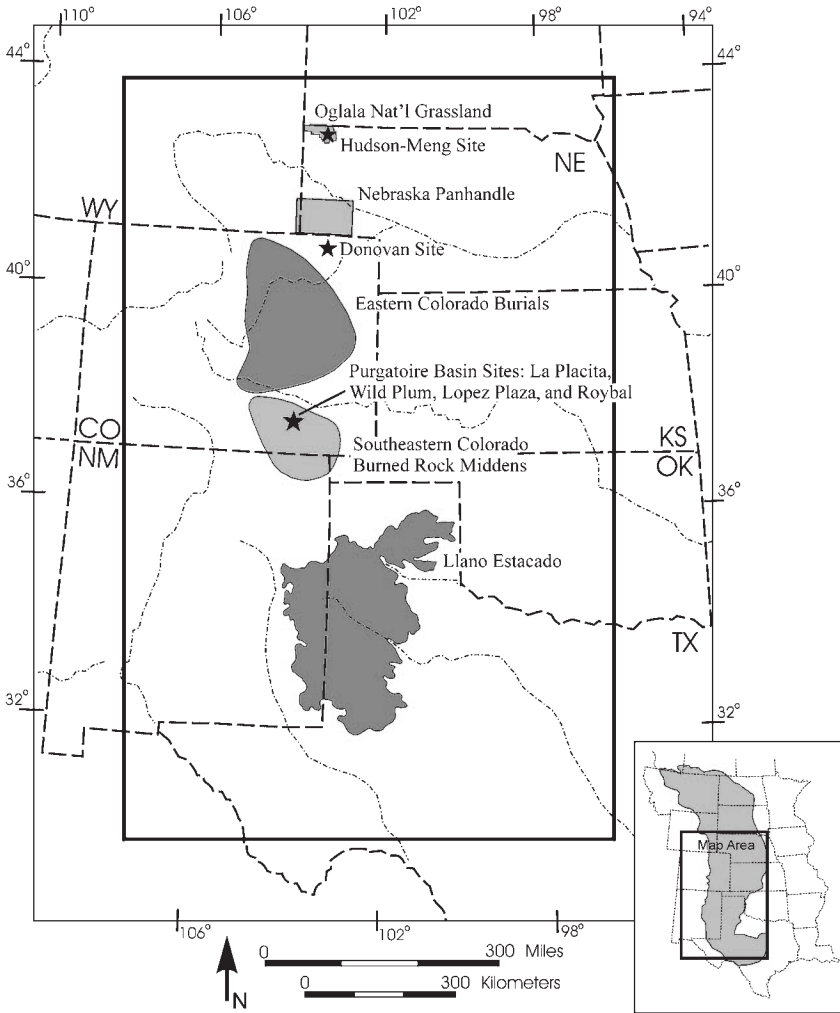 110° 106° 102° 98° 94°
44° 44°
Oglala Nat'l Grassland
Hudson-Meng Site
NE
Nebraska Panhandle
WY
Donovan Site
40° 40°
Eastern Colorado Burials
Purgatoire Basin Sites: La Placita,
Wild Plum, Lopez Plaza, and Roybal
CO KS
NM OK
Southeastern Colorado
Burned Rock Middens
36° 36°
Llano Estacado
TX
32° 32°
Map Area
106° 102° 98°
0 300 Miles
0 300 Kilometers
N